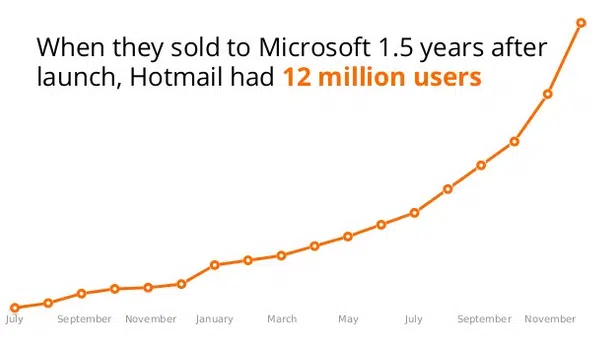 When they sold to Microsoft 1.5 years after
launch, Hotmail had 12 million users
July September November January March May July September November